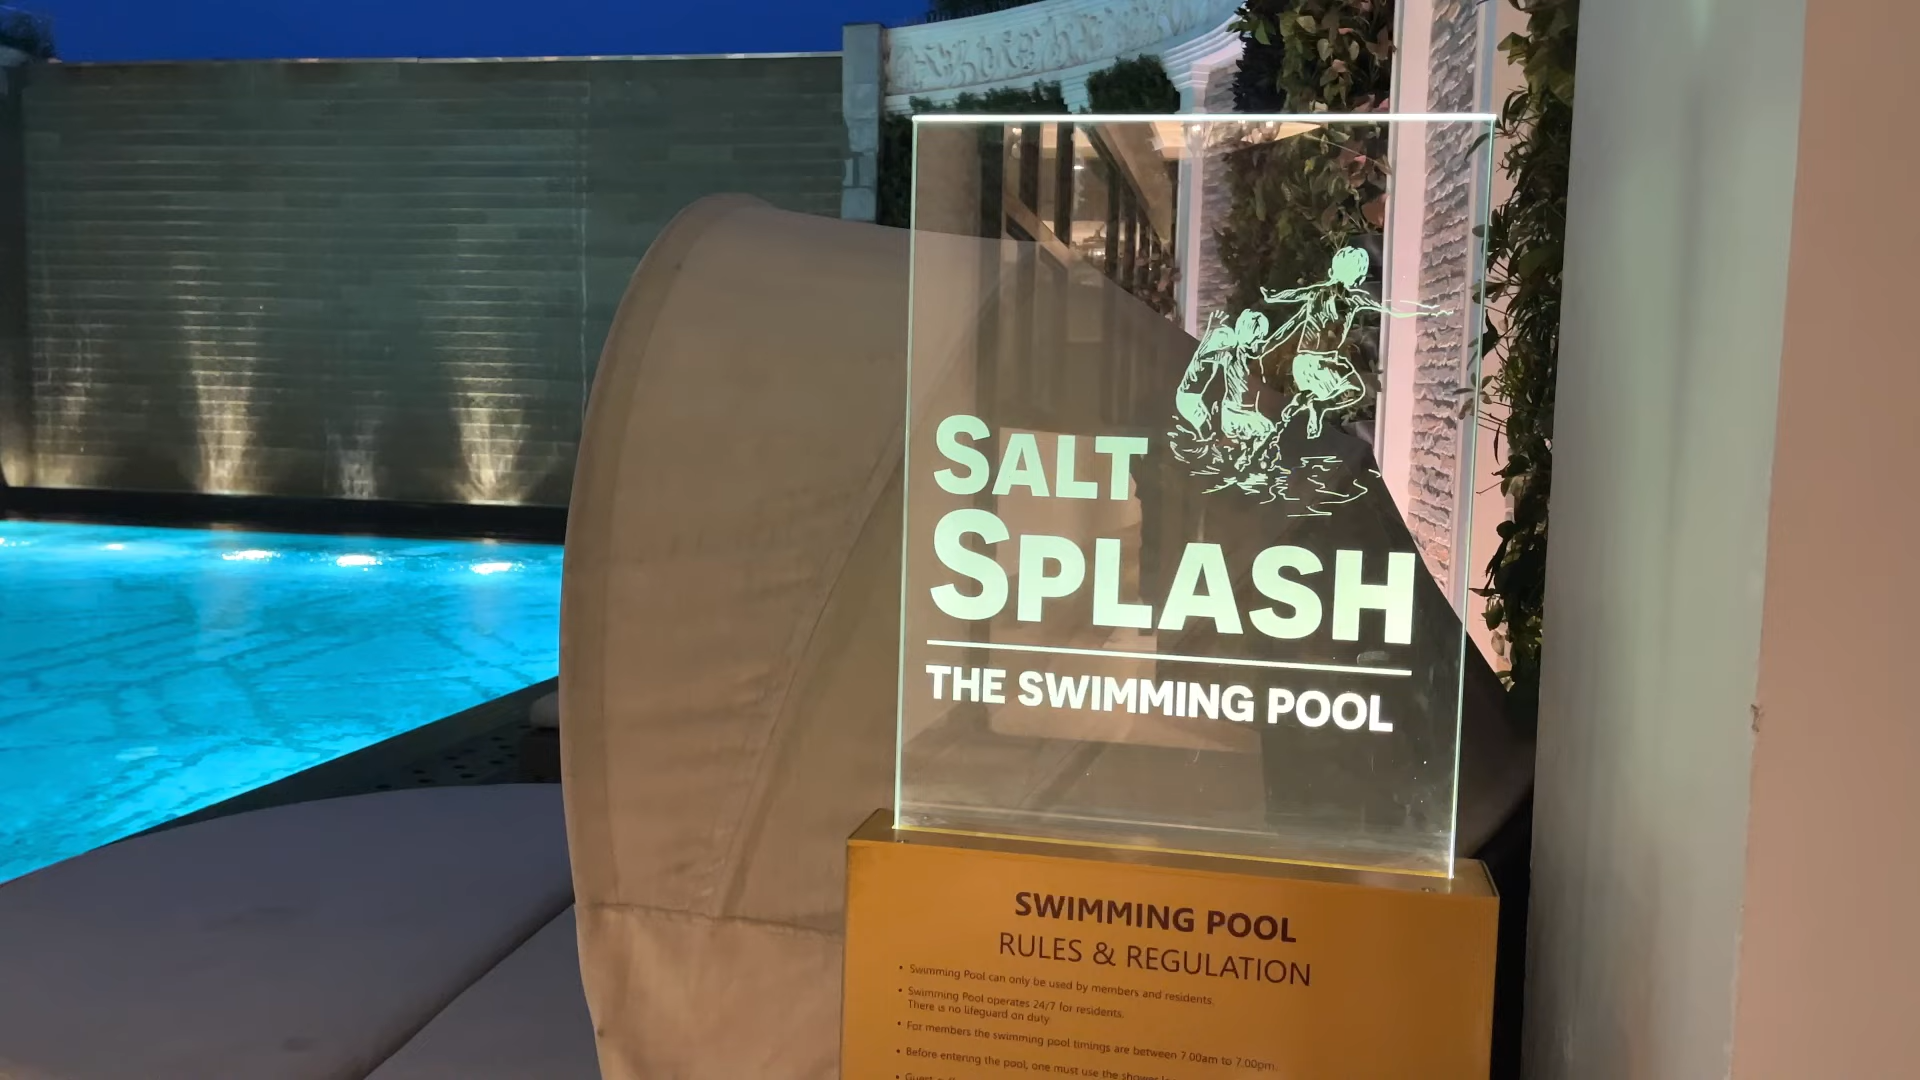 SALT
SPLASH
THE SWIMMING POOL
SWIMMING POOL
RULES & REGULATION
• Swimming Pool can only be used by members and residents.
• Swimming Pool operates 24/7 for residents.
There is no lifeguard on duty.
• For members the swimming pool timings are between 7.00am to 7.00pm.
• Before entering the pool, one must use the shower